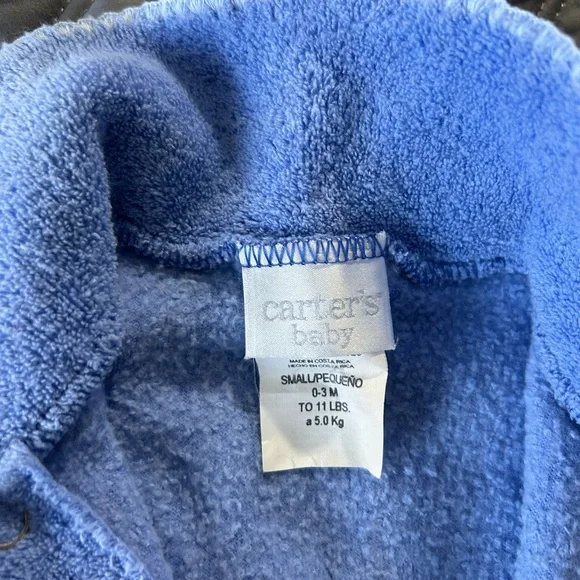 carter's
baby
MADE IN COSTA RICA
HECHO EN COSTA RICA
SMALL/PEQUEÑO
0-3 M
TO 11 LBS.
a 5.0 Kg